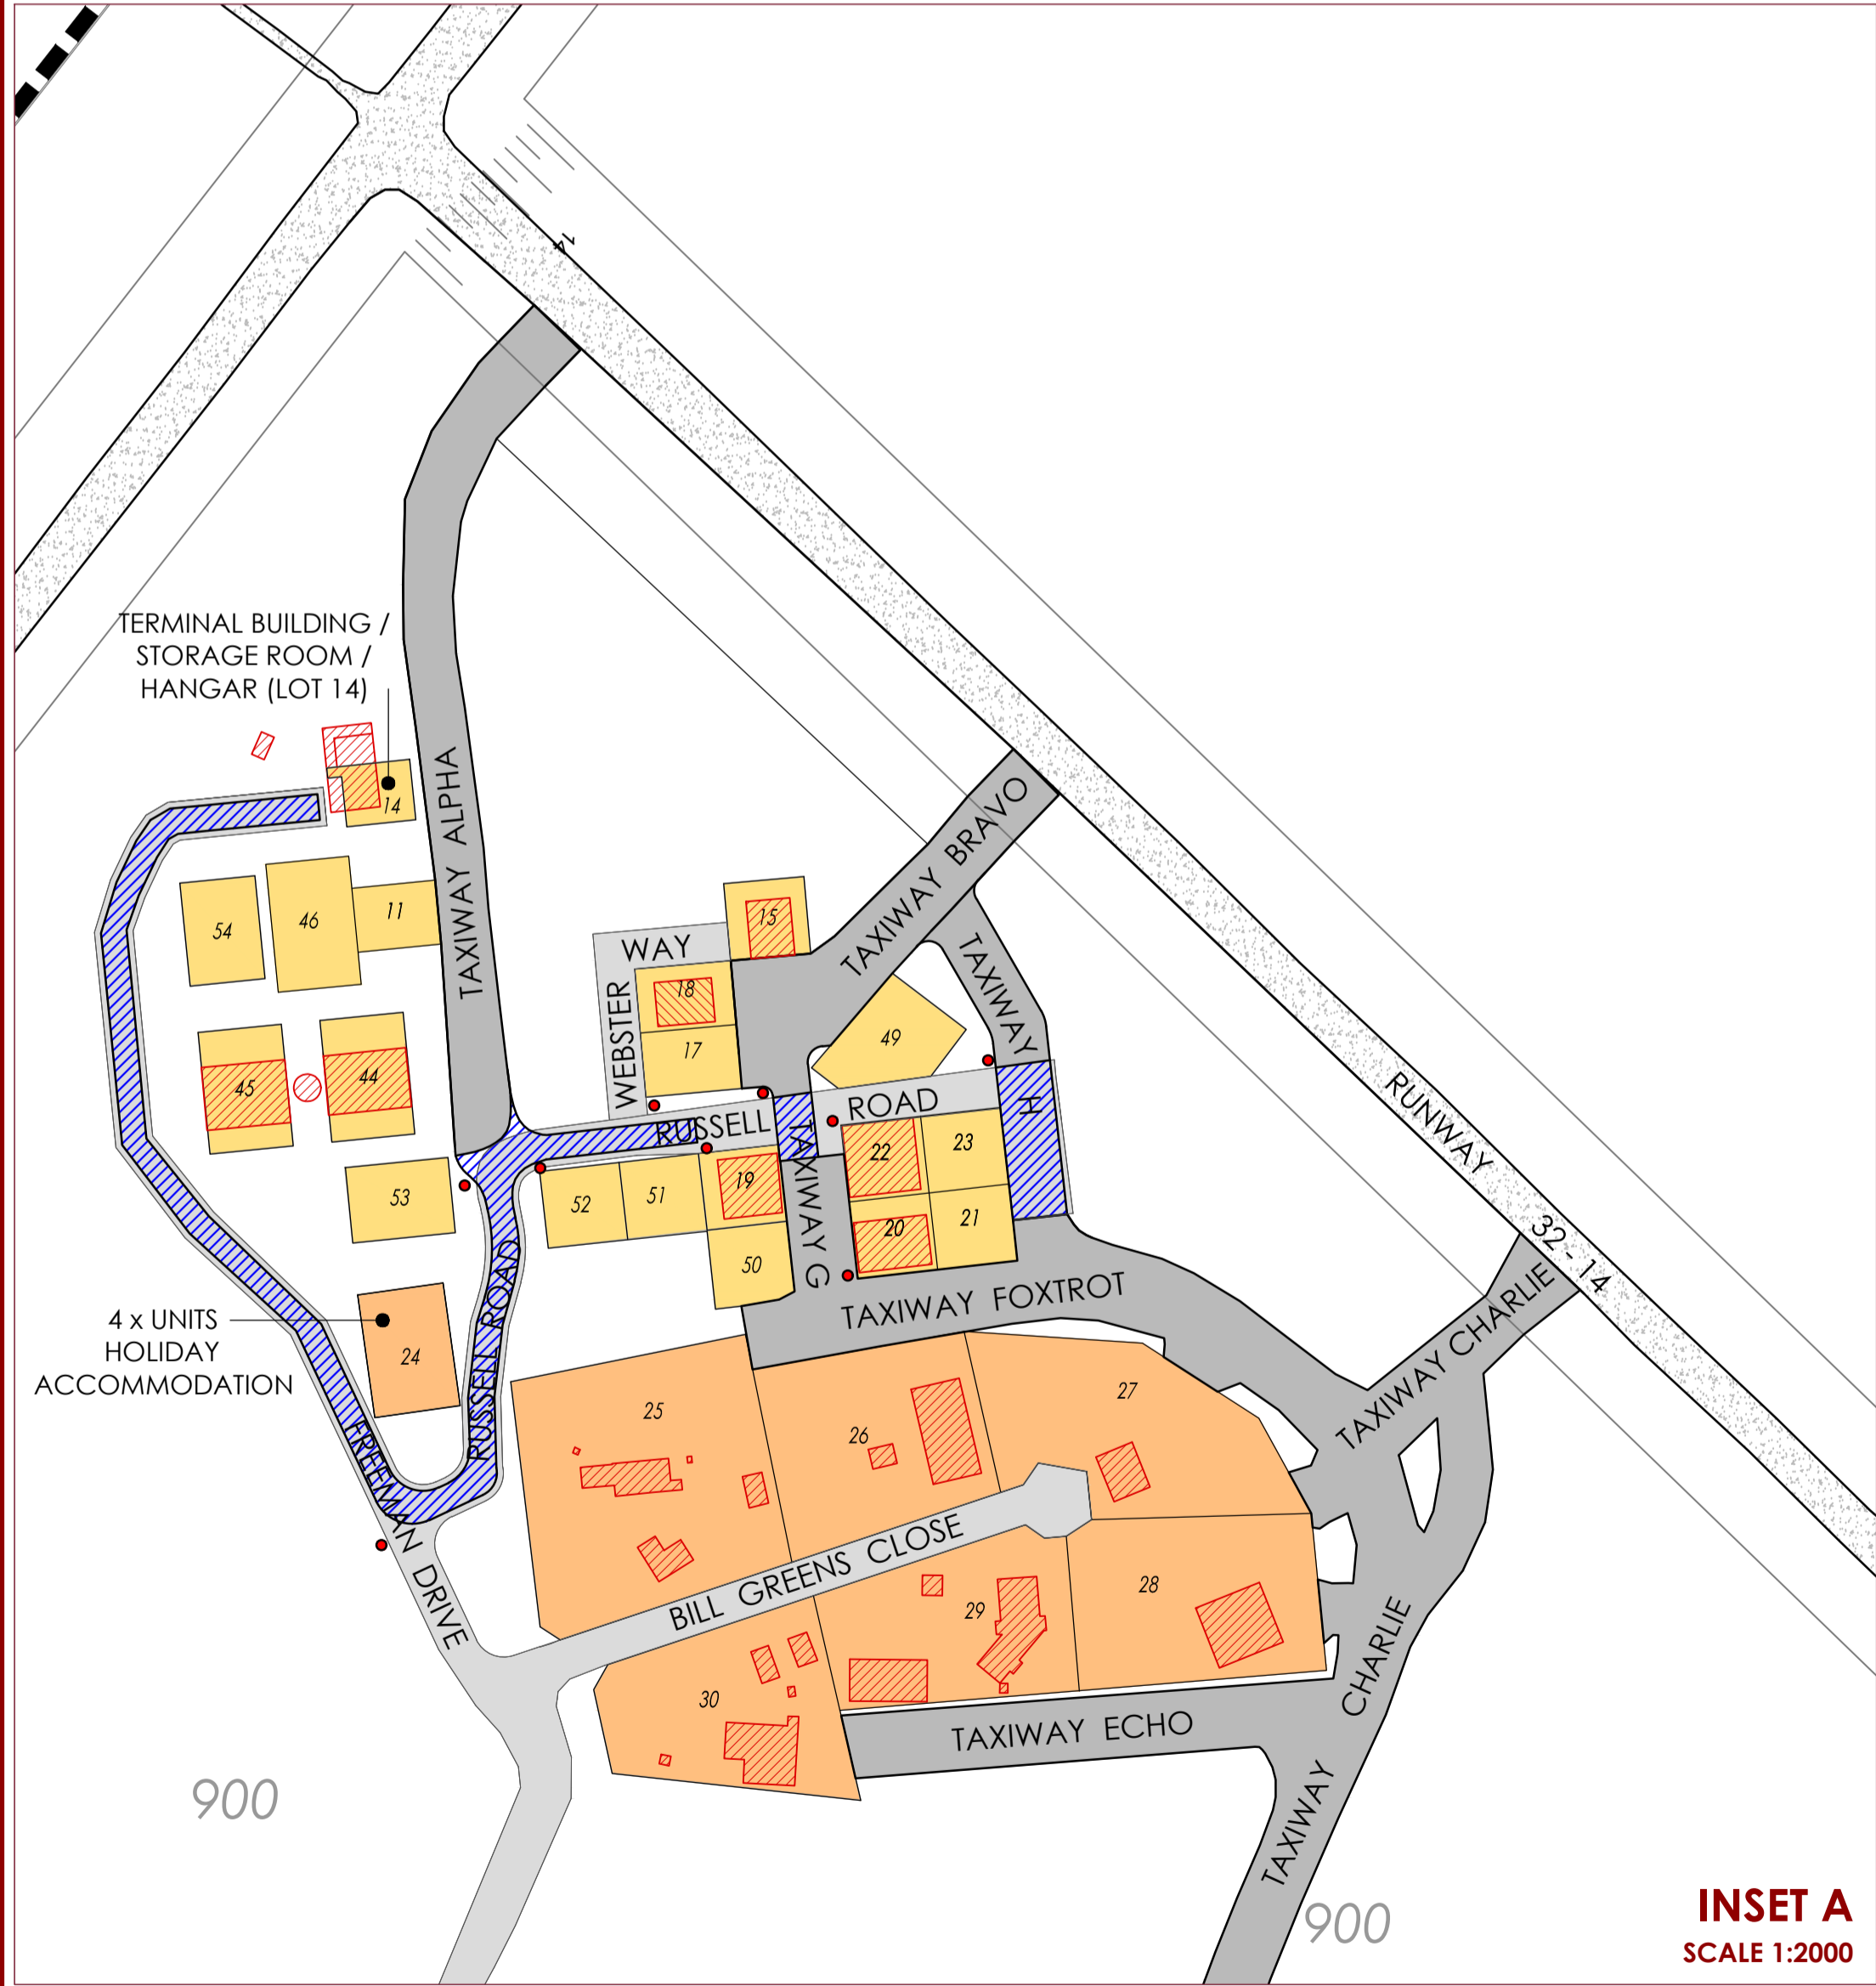 14
TERMINAL BUILDING /
STORAGE ROOM /
HANGAR (LOT 14)
14
TAXIWAY ALPHA
TAXIWAY BRAVO
54
46
11
15
WAY
WEBSTER
18
17
49
TAXIWAY
H
45
44
RUSSELL
ROAD
RUNWAY
32 - 14
53
52
51
19
50
TAXIWAY G
22
23
20
21
TAXIWAY FOXTROT
TAXIWAY CHARLIE
4 x UNITS
HOLIDAY
ACCOMMODATION
24
RUSSELL ROAD
25
26
27
FREEMAN DRIVE
BILL GREENS CLOSE
28
29
30
TAXIWAY ECHO
TAXIWAY CHARLIE
900
900
INSET A
SCALE 1:2000